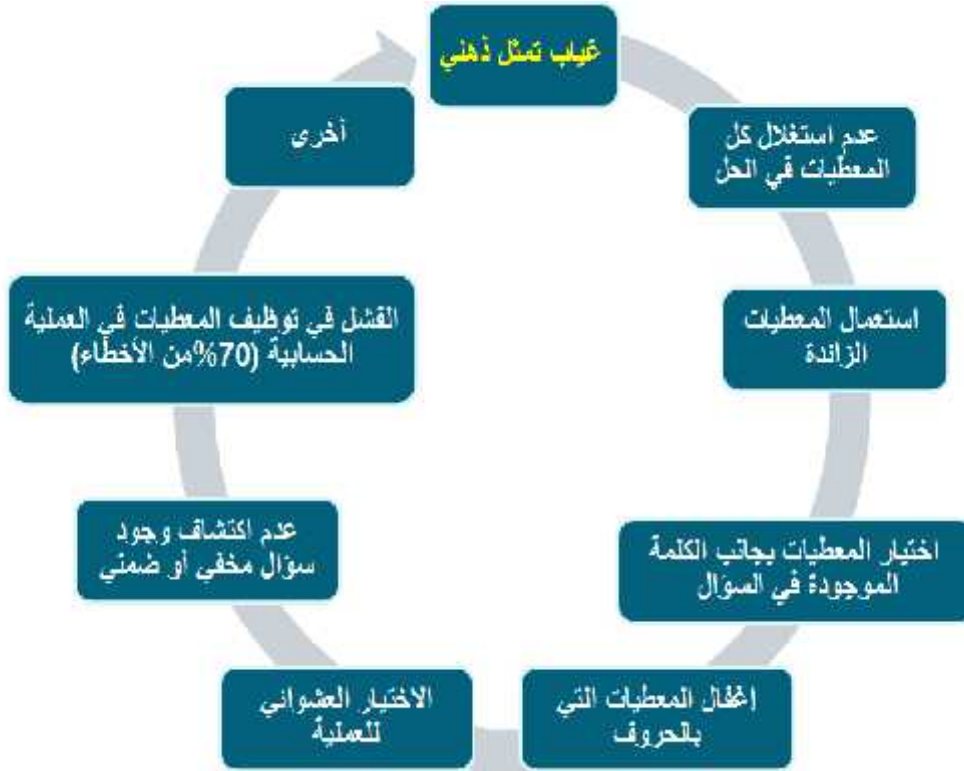 غياب تمثل ذهني
عدم استغلال كل
المعطيات في الحل
استعمال المعطيات
الزائدة
اختيار المعطيات بجانب الكلمة
الموجودة في السؤال
إغفال المعطيات التي
بالحروف
الاختيار العشوائي
للعملية
عدم اكتشاف وجود
سؤال مخفي أو ضمني
الفشل في توظيف المعطيات في العملية
الحسابية (70%من الأخطاء)
أخرى